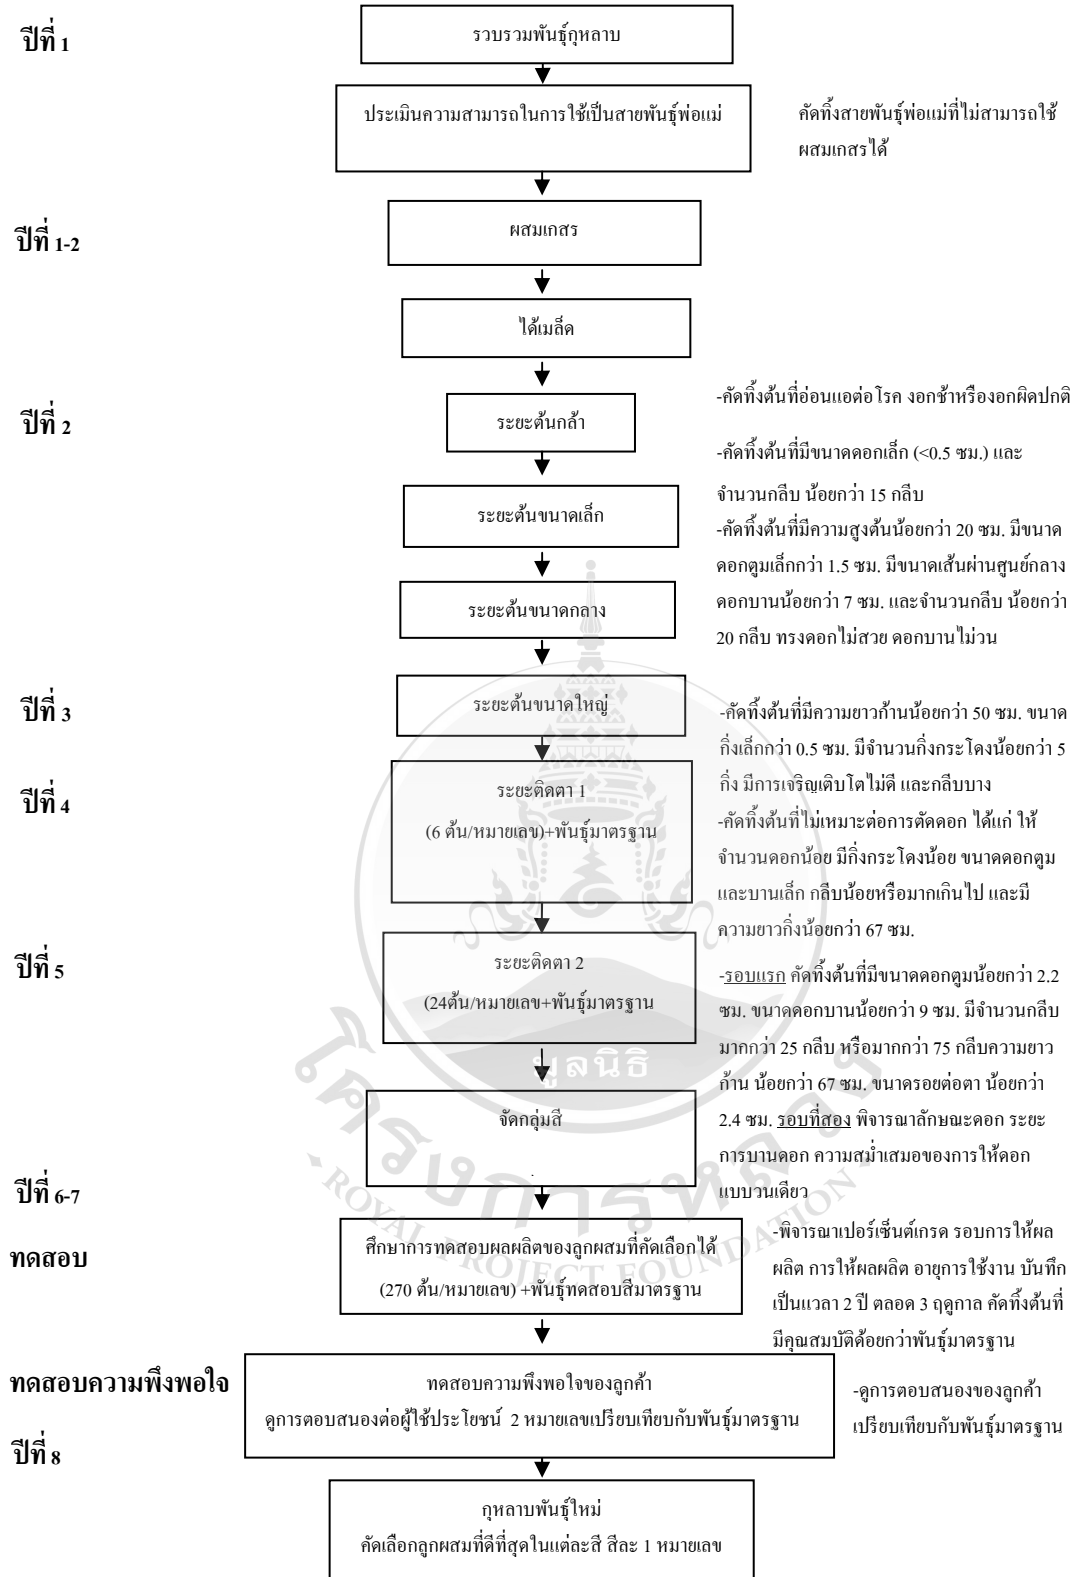 ปีที่ 1
รวบรวมพันธุ์กุหลาบ
ประเมินความสามารถในการใช้เป็นสายพันธุ์พ่อแม่
คัดทิ้งสายพันธุ์พ่อแม่ที่ไม่สามารถใช้
ผสมเกสรได้
ปีที่ 1-2
ผสมเกสร
ได้เมล็ด
ปีที่ 2
ระยะต้นกล้า
-คัดทิ้งต้นที่อ่อนแอต่อโรค งอกช้าหรืองอกผิดปกติ
-คัดทิ้งต้นที่มีขนาดดอกเล็ก (<0.5 ซม.) และ
จำนวนกลีบ น้อยกว่า 15 กลีบ
ระยะต้นขนาดเล็ก
-คัดทิ้งต้นที่มีความสูงต้นน้อยกว่า 20 ซม. มีขนาด
ดอกตูมเล็กกว่า 1.5 ซม. มีขนาดเส้นผ่านศูนย์กลาง
ดอกบานน้อยกว่า 7 ซม. และจำนวนกลีบ น้อยกว่า
20 กลีบ ทรงดอกไม่สวย ดอกบานไม่วน
ระยะต้นขนาดกลาง
ปีที่ 3
ระยะต้นขนาดใหญ่
-คัดทิ้งต้นที่มีความยาวก้านน้อยกว่า 50 ซม. ขนาด
กิ่งเล็กกว่า 0.5 ซม. มีจำนวนกิ่งกระโดงน้อยกว่า 5
กิ่ง มีการเจริญเติบโตไม่ดี และกลีบบาง
ปีที่ 4
ระยะติดตา 1
(6 ต้น/หมายเลข)+พันธุ์มาตรฐาน
-คัดทิ้งต้นที่ไม่เหมาะต่อการตัดดอก ได้แก่ ให้
จำนวนดอกน้อย มีกิ่งกระโดงน้อย ขนาดดอกตูม
และบานเล็ก กลีบน้อยหรือมากเกินไป และมี
ความยาวกิ่งน้อยกว่า 67 ซม.
ปีที่ 5
ระยะติดตา 2
(24ต้น/หมายเลข+พันธุ์มาตรฐาน
-รอบแรก คัดทิ้งต้นที่มีขนาดดอกตูมน้อยกว่า 2.2
ซม. ขนาดดอกบานน้อยกว่า 9 ซม. มีจำนวนกลีบ
มากกว่า 25 กลีบ หรือมากกว่า 75 กลีบความยาว
ก้าน น้อยกว่า 67 ซม. ขนาดรอยต่อตา น้อยกว่า
2.4 ซม. รอบที่สอง พิจารณาลักษณะดอก ระยะ
การบานดอก ความสม่ำเสมอของการให้ดอก
แบบวนเดียว
จัดกลุ่มสี
.
ปีที่ 6-7
ทดสอบ
ศึกษาการทดสอบผลผลิตของลูกผสมที่คัดเลือกได้
(270 ต้น/หมายเลข) +พันธุ์ทดสอบสีมาตรฐาน
-พิจารณาเปอร์เซ็นต์เกรด รอบการให้ผล
ผลิต การให้ผลผลิต อายุการใช้งาน บันทึก
เป็นแวลา 2 ปี ตลอด 3 ฤดูกาล คัดทิ้งต้นที่
มีคุณสมบัติด้อยกว่าพันธุ์มาตรฐาน
ทดสอบความพึงพอใจ
ปีที่ 8
ทดสอบความพึงพอใจของลูกค้า
ดูการตอบสนองต่อผู้ใช้ประโยชน์ 2 หมายเลขเปรียบเทียบกับพันธุ์มาตรฐาน
-ดูการตอบสนองของลูกค้า
เปรียบเทียบกับพันธุ์มาตรฐาน
กุหลาบพันธุ์ใหม่
คัดเลือกลูกผสมที่ดีที่สุดในแต่ละสี สีละ 1 หมายเลข
มูลนิธิ
โครงการหลวง
ROYAL PROJECT FOUNDATION